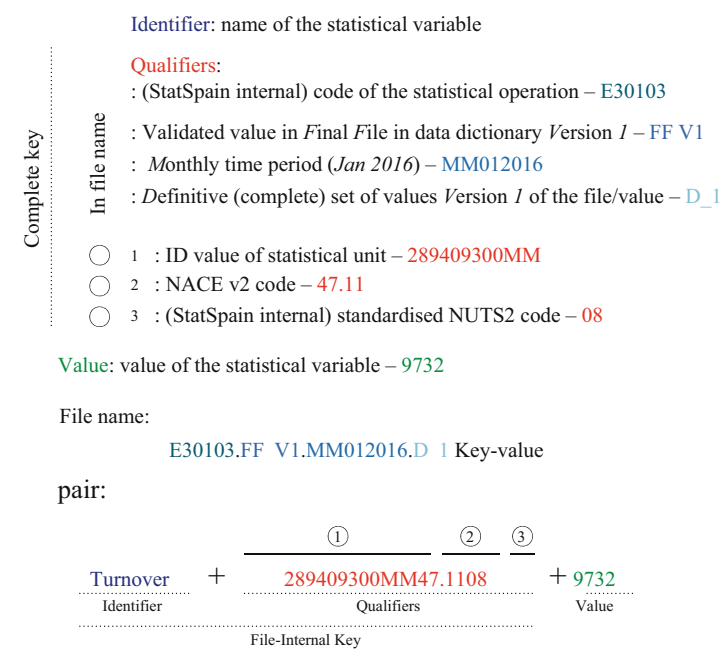 Identifier: name of the statistical variable
Qualifiers:
: (StatSpain internal) code of the statistical operation – E30103
: Validated value in Final File in data dictionary Version 1 – FF V1
: Monthly time period (Jan 2016) – MM012016
: Definitive (complete) set of values Version 1 of the file/value – D_1
Complete key
In file name
1 : ID value of statistical unit – 289409300MM
2 : NACE v2 code – 47.11
3 : (StatSpain internal) standardised NUTS2 code – 08
Value: value of the statistical variable – 9732
File name:
E30103.FF V1.MM012016.D 1 Key-value
pair:
1 2 3
Turnover + 289409300MM47.1108 + 9732
Identifier Qualifiers Value
File-Internal Key